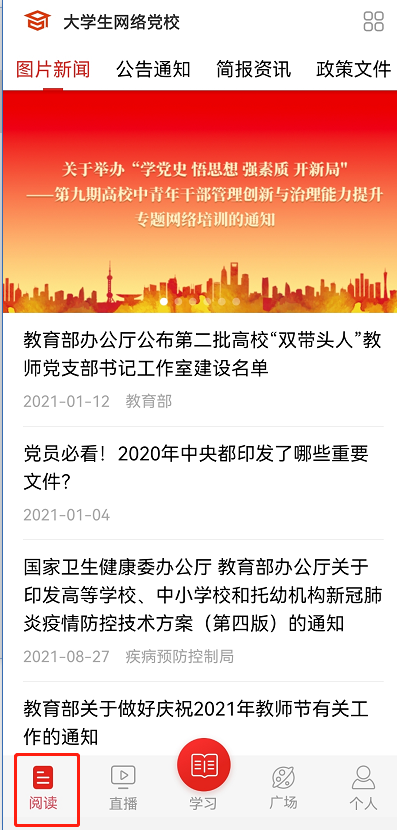 大学生网络党校
图片新闻 公告通知 简报资讯 政策文件
关于举办“学党史 悟思想 强素质 开新局"
——第九期高校中青年干部管理创新与治理能力提升
专题网络培训的通知
教育部办公厅公布第二批高校“双带头人”教
师党支部书记工作室建设名单
2021-01-12 教育部
党员必看！2020年中央都印发了哪些重要
文件？
2021-01-04
国家卫生健康委办公厅 教育部办公厅关于
印发高等学校、中小学校和托幼机构新冠肺
炎疫情防控技术方案（第四版）的通知
2021-08-27 疾病预防控制局
教育部关于做好庆祝2021年教师节有关工
作的通知
阅读 直播 学习 广场 个人